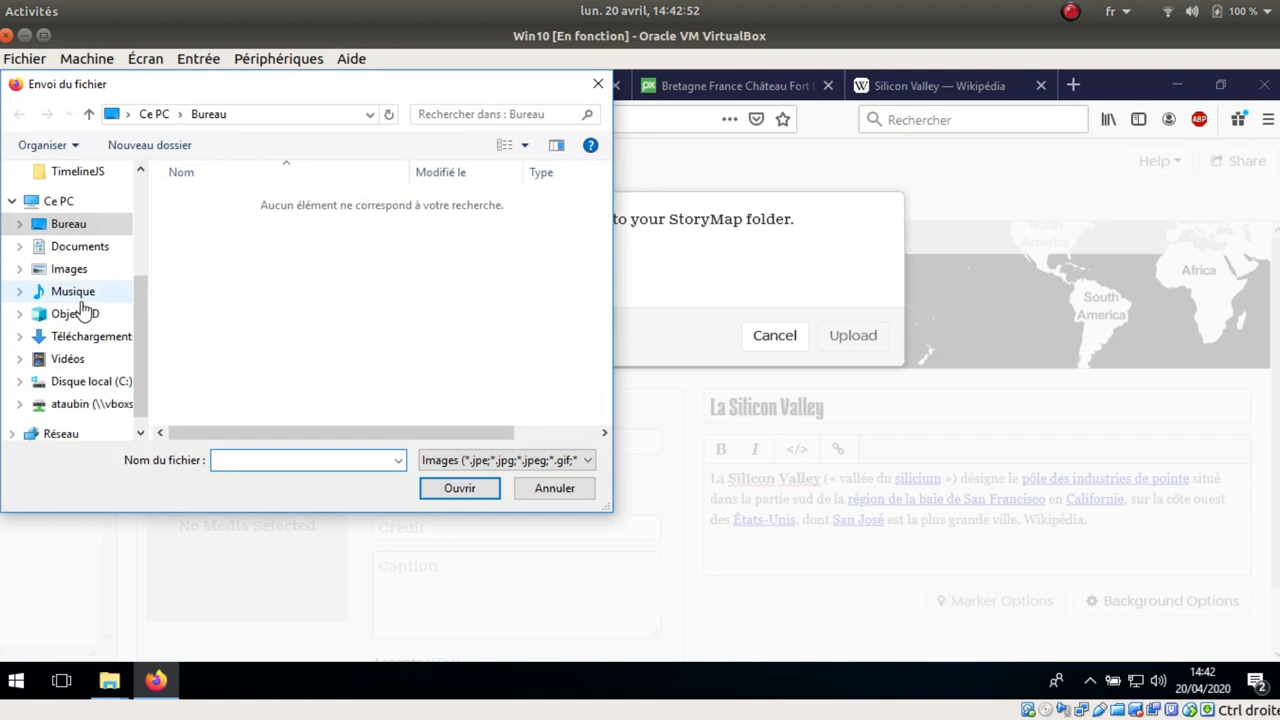 Activités
lun. 20 avril, 14:42:52
fr
100 %
Win10 [En fonction] - Oracle VM VirtualBox
Fichier Machine Écran Entrée Périphériques Aide
Envoi du fichier
Bretagne France Château Fort
Silicon Valley — Wikipédia
Ce PC Bureau
Rechercher dans : Bureau
Rechercher
ABP
Organiser
Nouveau dossier
Help
Share
TimelineJS
Nom
Modifié le
Type
Ce PC
Aucun élément ne correspond à votre recherche.
Bureau
to your StoryMap folder.
Documents
Images
Musique
Téléchargement
Vidéos
Disque local (C:)
ataubin (\\vboxs
Réseau
North America
Africa
South America
Cancel
Upload
Nom du fichier :
Images (*.jpe;*.jpg;*.jpeg;*.gif;*
Ouvrir
Annuler
La Silicon Valley
B I </>
La Silicon Valley (« vallée du silicium ») désigne le pôle des industries de pointe situé
dans la partie sud de la région de la baie de San Francisco en Californie, sur la côte ouest
des États-Unis, dont San José est la plus grande ville. Wikipédia.
No Media Selected
Credit
Caption
Marker Options
Background Options
14:42
20/04/2020
2
Ctrl droite